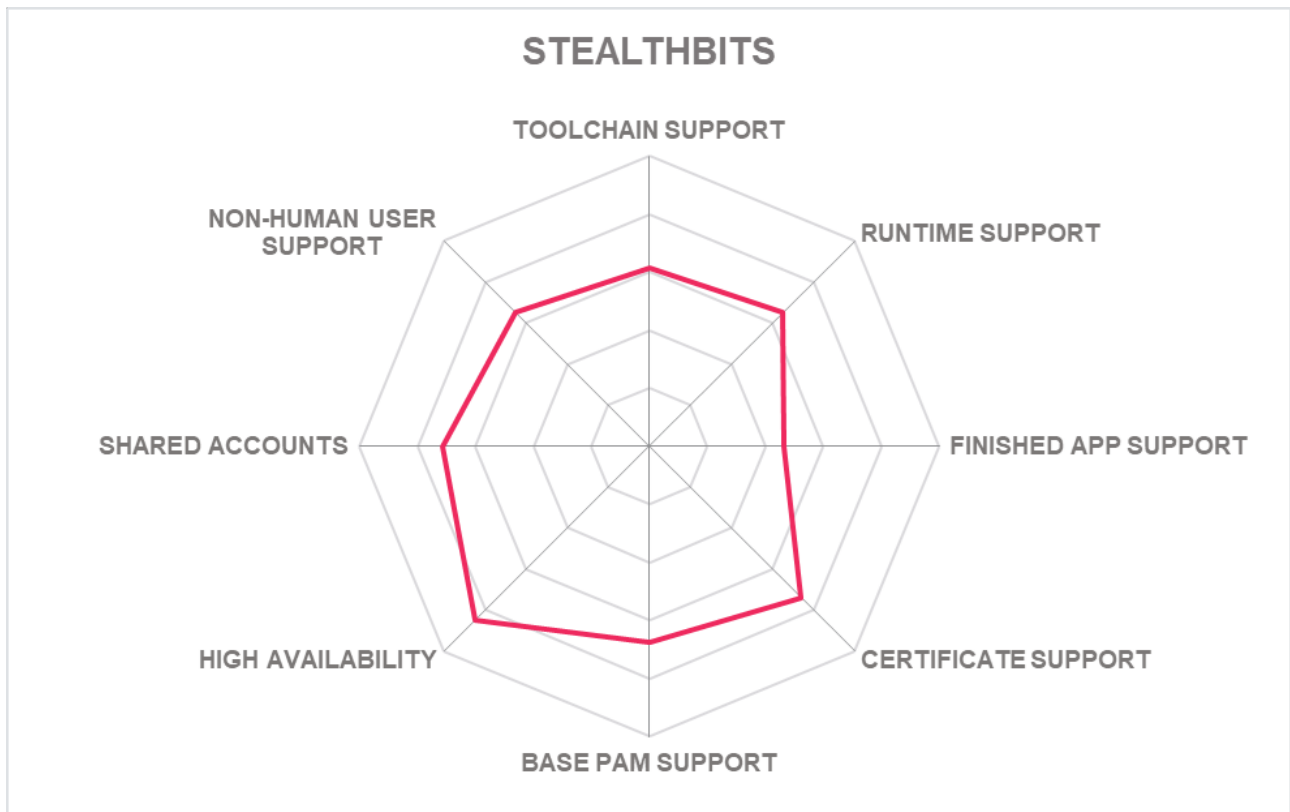 STEALTHBITS
TOOLCHAIN SUPPORT
NON-HUMAN USER
SUPPORT
RUNTIME SUPPORT
SHARED ACCOUNTS
FINISHED APP SUPPORT
HIGH AVAILABILITY
CERTIFICATE SUPPORT
BASE PAM SUPPORT